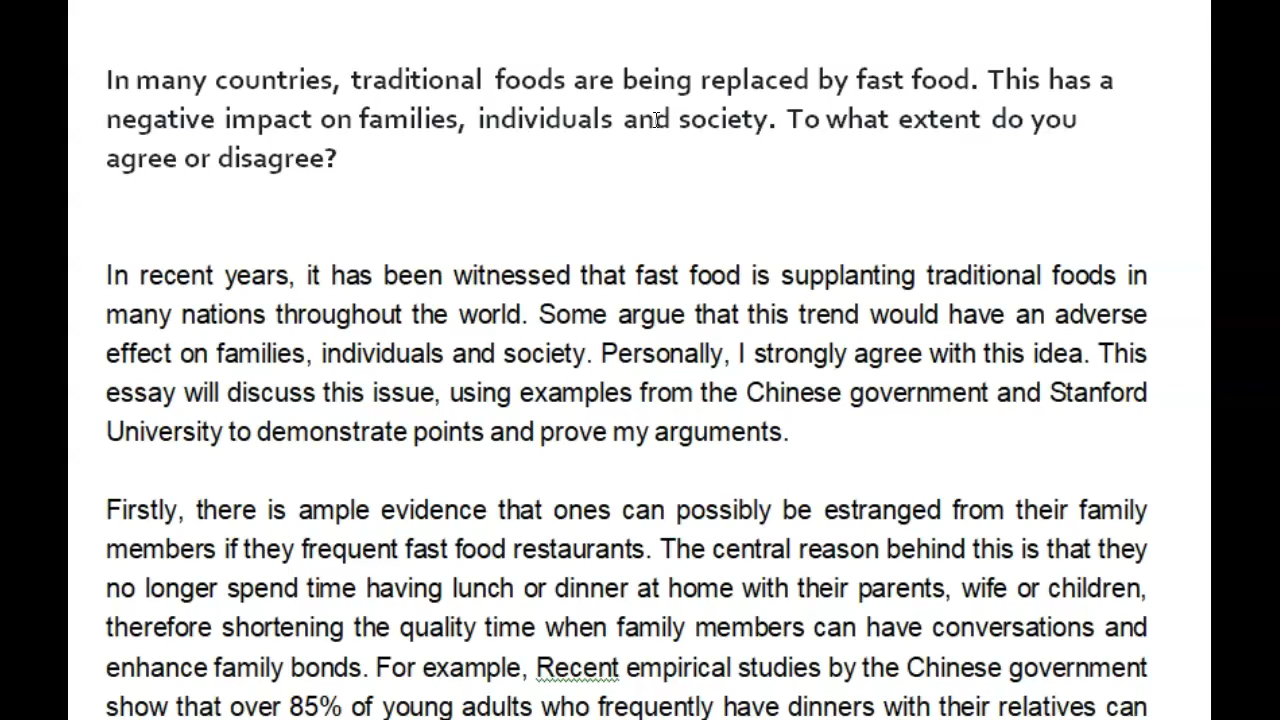 In many countries, traditional foods are being replaced by fast food. This has a
negative impact on families, individuals and society. To what extent do you
agree or disagree?
In recent years, it has been witnessed that fast food is supplanting traditional foods in
many nations throughout the world. Some argue that this trend would have an adverse
effect on families, individuals and society. Personally, I strongly agree with this idea. This
essay will discuss this issue, using examples from the Chinese government and Stanford
University to demonstrate points and prove my arguments.
Firstly, there is ample evidence that ones can possibly be estranged from their family
members if they frequent fast food restaurants. The central reason behind this is that they
no longer spend time having lunch or dinner at home with their parents, wife or children,
therefore shortening the quality time when family members can have conversations and
enhance family bonds. For example, Recent empirical studies by the Chinese government
show that over 85% of young adults who frequently have dinners with their relatives can